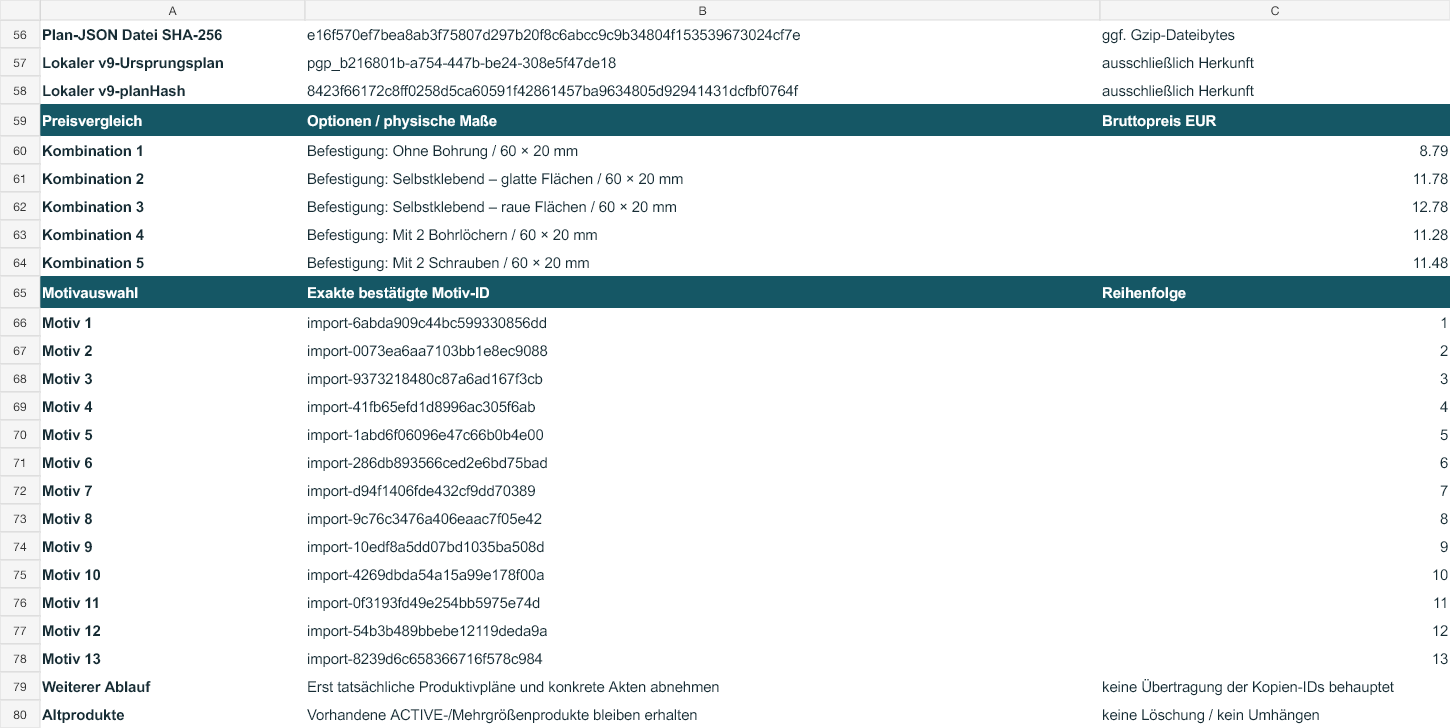 A B C
56 Plan-JSON Datei SHA-256 e16f570ef7bea8ab3f75807d297b20f8c6abcc9c9b34804f153539673024cf7e ggf. Gzip-Dateibytes
57 Lokaler v9-Ursprungsplan pgp_b216801b-a754-447b-be24-308e5f47de18 ausschließlich Herkunft
58 Lokaler v9-planHash 8423f66172c8ff0258d5ca60591f42861457ba9634805d92941431dcfbf0764f ausschließlich Herkunft
59 Preisvergleich Optionen / physische Maße Bruttopreis EUR
60 Kombination 1 Befestigung: Ohne Bohrung / 60 × 20 mm 8.79
61 Kombination 2 Befestigung: Selbstklebend – glatte Flächen / 60 × 20 mm 11.78
62 Kombination 3 Befestigung: Selbstklebend – raue Flächen / 60 × 20 mm 12.78
63 Kombination 4 Befestigung: Mit 2 Bohrlöchern / 60 × 20 mm 11.28
64 Kombination 5 Befestigung: Mit 2 Schrauben / 60 × 20 mm 11.48
65 Motivauswahl Exakte bestätigte Motiv-ID Reihenfolge
66 Motiv 1 import-6abda909c44bc599330856dd 1
67 Motiv 2 import-0073ea6aa7103bb1e8ec9088 2
68 Motiv 3 import-9373218480c87a6ad167f3cb 3
69 Motiv 4 import-41fb65efd1d8996ac305f6ab 4
70 Motiv 5 import-1abd6f06096e47c66b0b4e00 5
71 Motiv 6 import-286db893566ced2e6bd75bad 6
72 Motiv 7 import-d94f1406fde432cf9dd70389 7
73 Motiv 8 import-9c76c3476a406eaac7f05e42 8
74 Motiv 9 import-10edf8a5dd07bd1035ba508d 9
75 Motiv 10 import-4269dbda54a15a99e178f00a 10
76 Motiv 11 import-0f3193fd49e254bb5975e74d 11
77 Motiv 12 import-54b3b489bbebe12119deda9a 12
78 Motiv 13 import-8239d6c658366716f578c984 13
79 Weiterer Ablauf Erst tatsächliche Produktivpläne und konkrete Akten abnehmen keine Übertragung der Kopien-IDs behauptet
80 Altprodukte Vorhandene ACTIVE-/Mehrgrößenprodukte bleiben erhalten keine Löschung / kein Umhängen